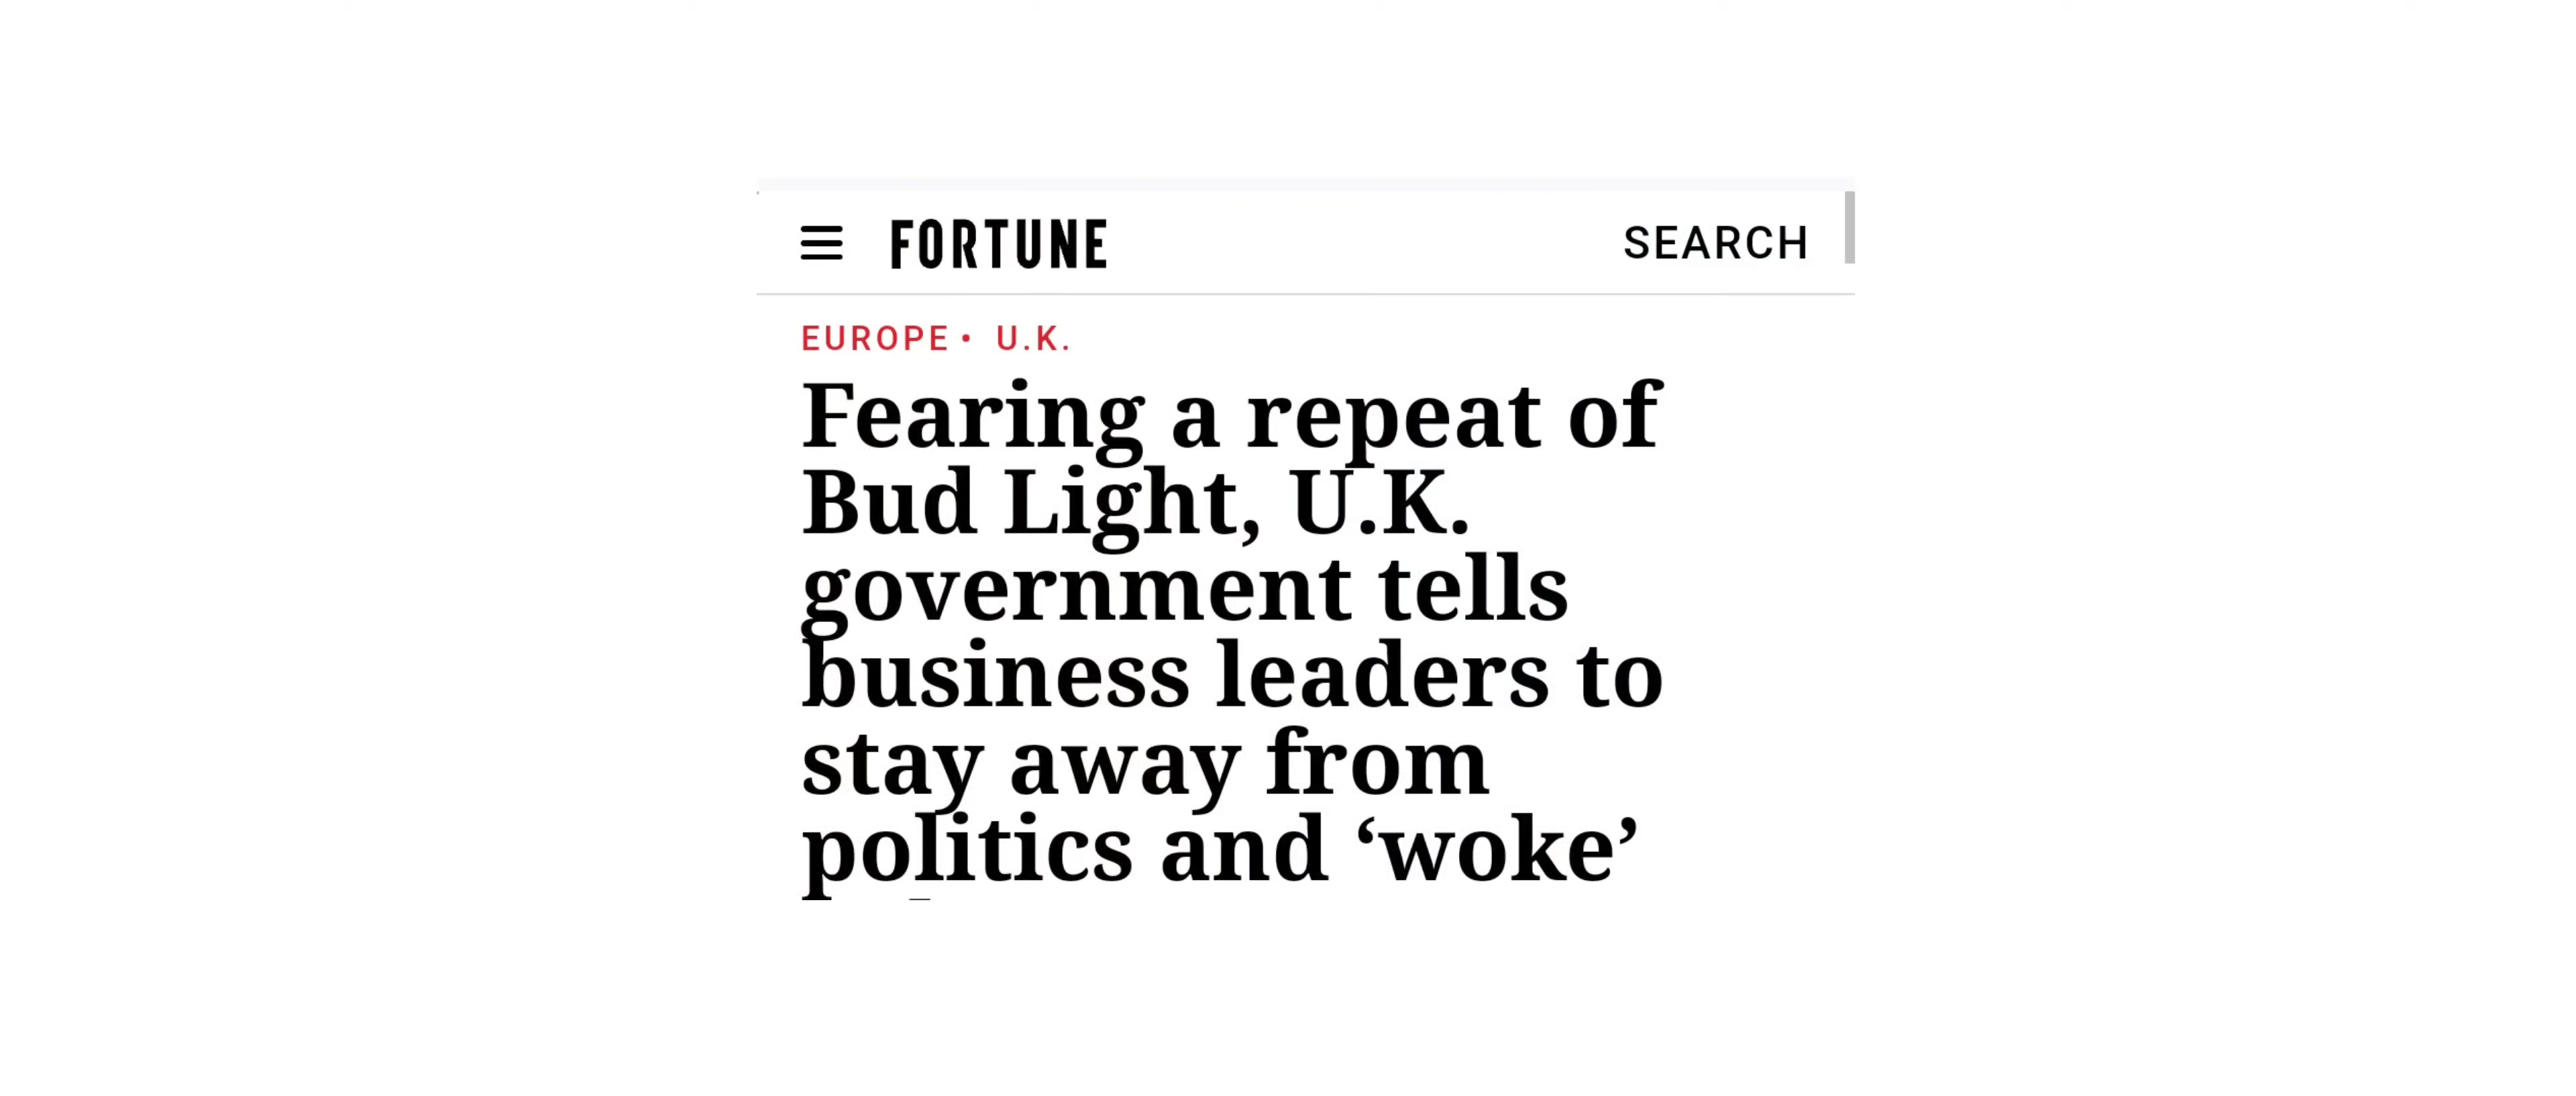 FORTUNE
SEARCH
EUROPE • U.K.
Fearing a repeat of
Bud Light, U.K.
government tells
business leaders to
stay away from
politics and ‘woke’